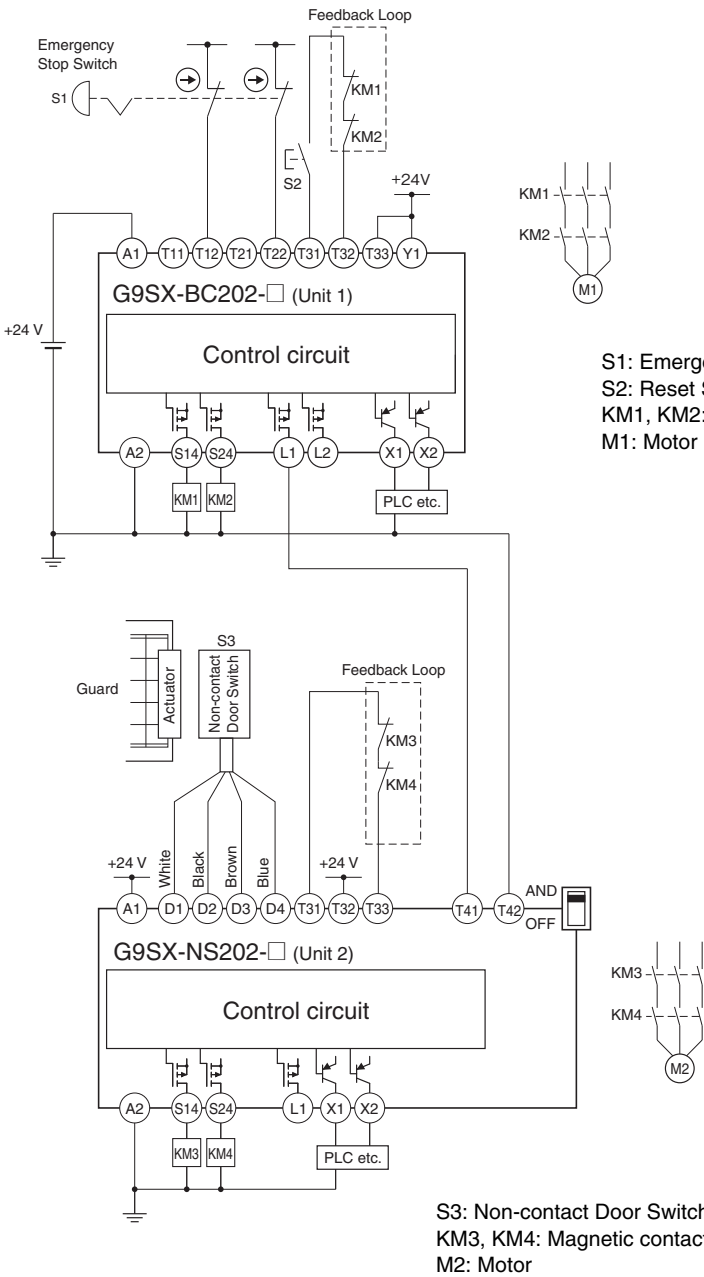 Feedback Loop
Emergency
Stop Switch
S1
KM1
KM2
S2
+24V
KM1
KM2
M1
A1 T11 T12 T21 T22 T31 T32 T33 Y1
G9SX-BC202-□ (Unit 1)
+24 V
Control circuit
S1: Emerge
S2: Reset S
KM1, KM2:
M1: Motor
A2 S14 S24 L1 L2 X1 X2
KM1 KM2 PLC etc.
S3
Non-contact
Door Switch
Guard
Actuator
Feedback Loop
KM3
KM4
+24 V
White
Black
Brown
Blue
+24 V
AND
OFF
A1 D1 D2 D3 D4 T31 T32 T33 T41 T42
G9SX-NS202-□ (Unit 2)
Control circuit
KM3
KM4
M2
A2 S14 S24 L1 X1 X2
KM3 KM4 PLC etc.
S3: Non-contact Door Switch
KM3, KM4: Magnetic contact
M2: Motor